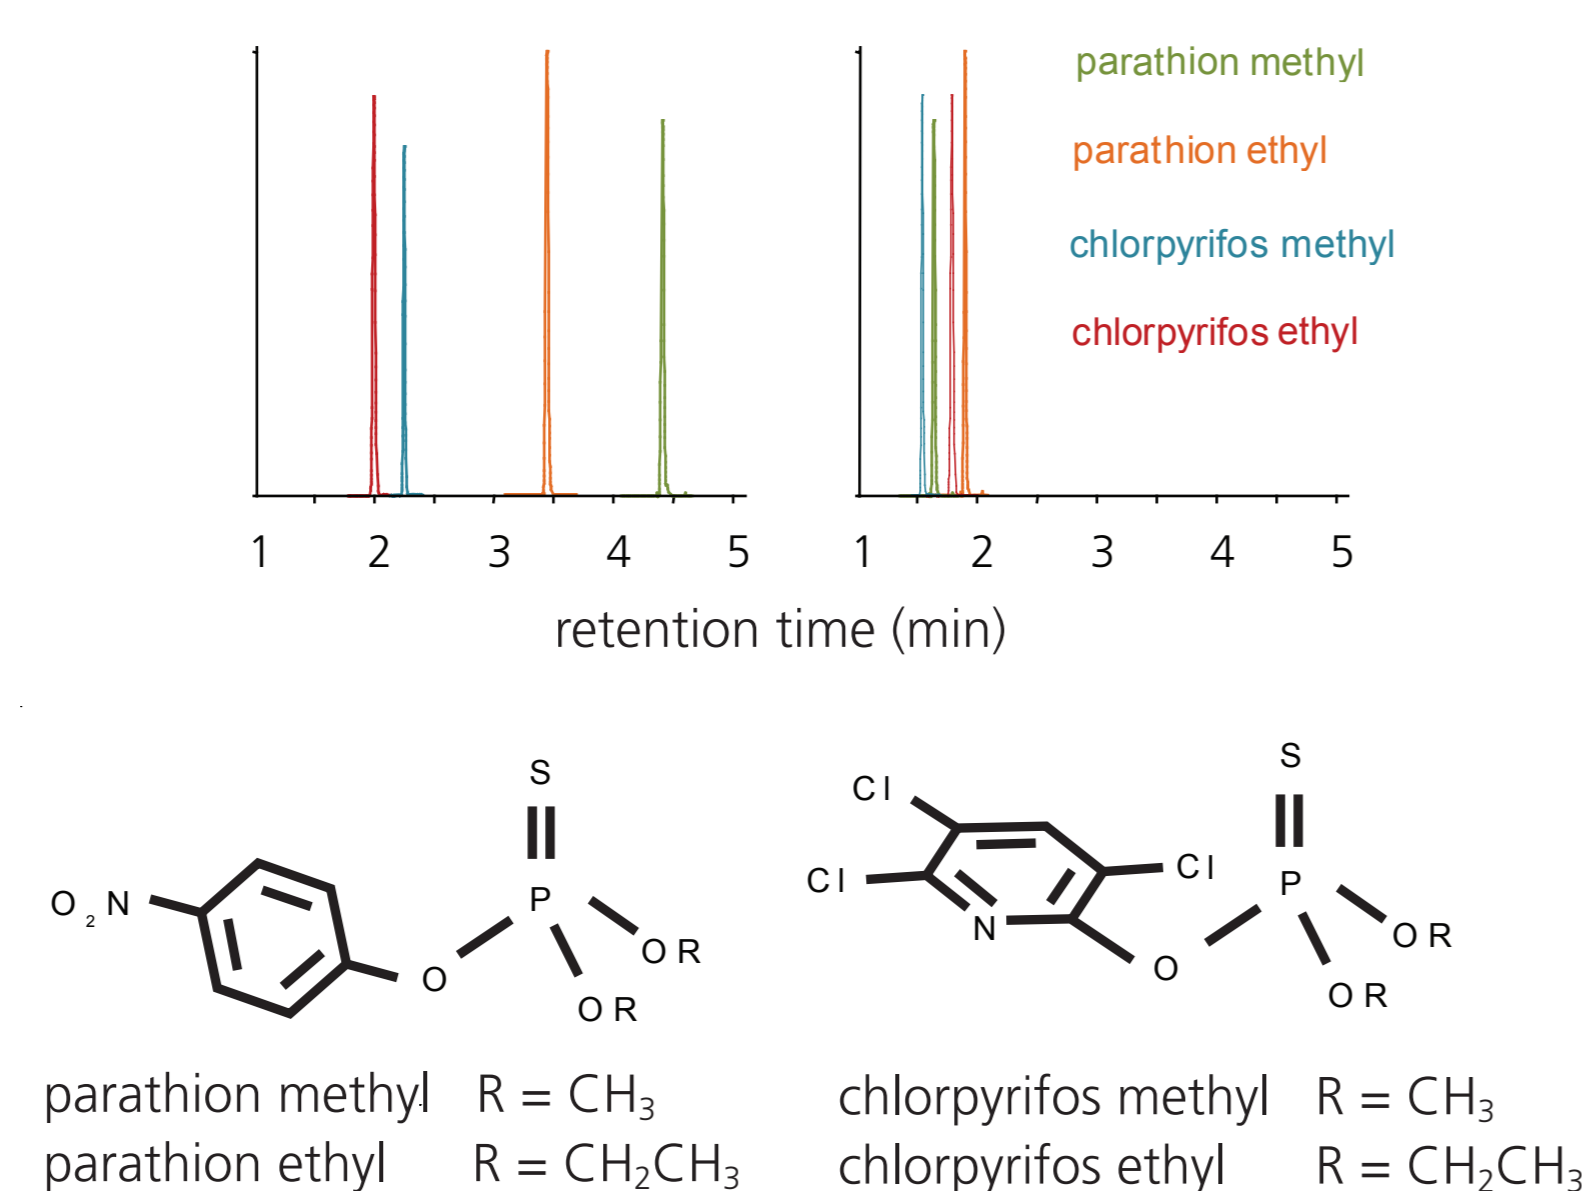 parathion methyl
parathion ethyl
chlorpyrifos methyl
chlorpyrifos ethyl
1 2 3 4 5
1 2 3 4 5
retention time (min)
S
P
O₂N
O
OR
OR
S
Cl
Cl
Cl
P
N
O
OR
OR
parathion methyl R = CH₃
parathion ethyl R = CH₂CH₃
chlorpyrifos methyl R = CH₃
chlorpyrifos ethyl R = CH₂CH₃